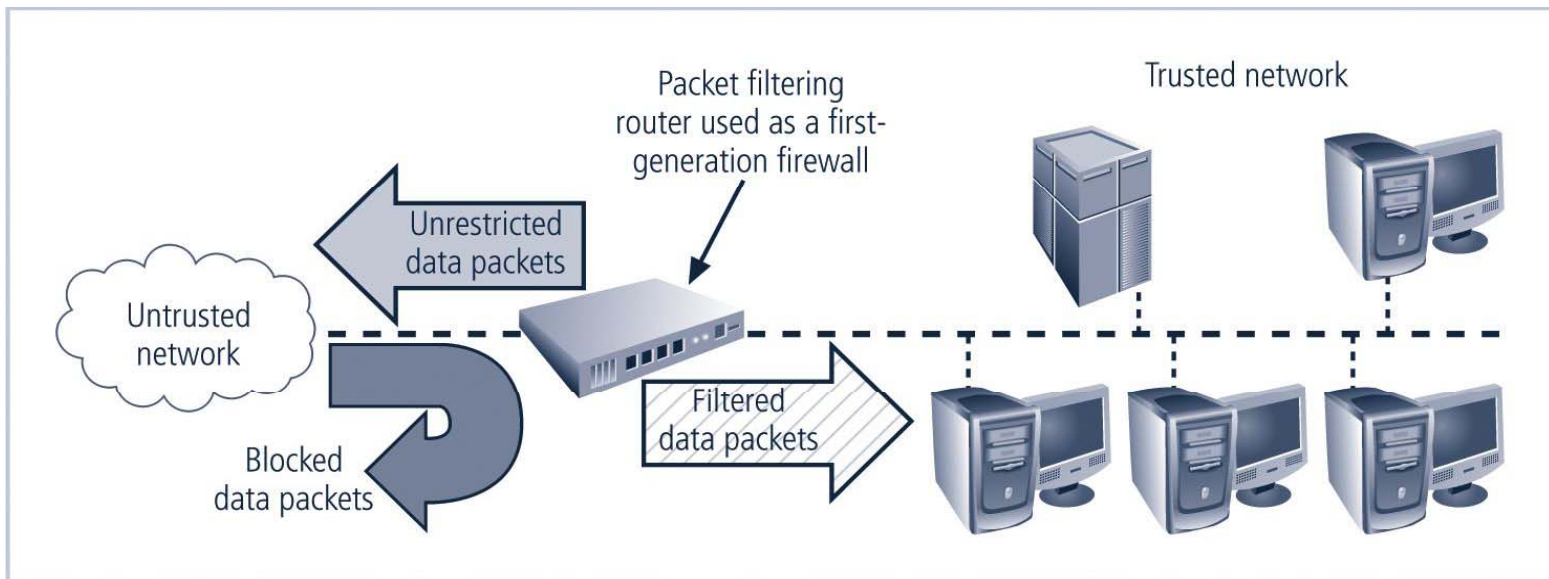 Packet filtering
router used as a first-
generation firewall
Trusted network
Unrestricted
data packets
Untrusted
network
Filtered
data packets
Blocked
data packets